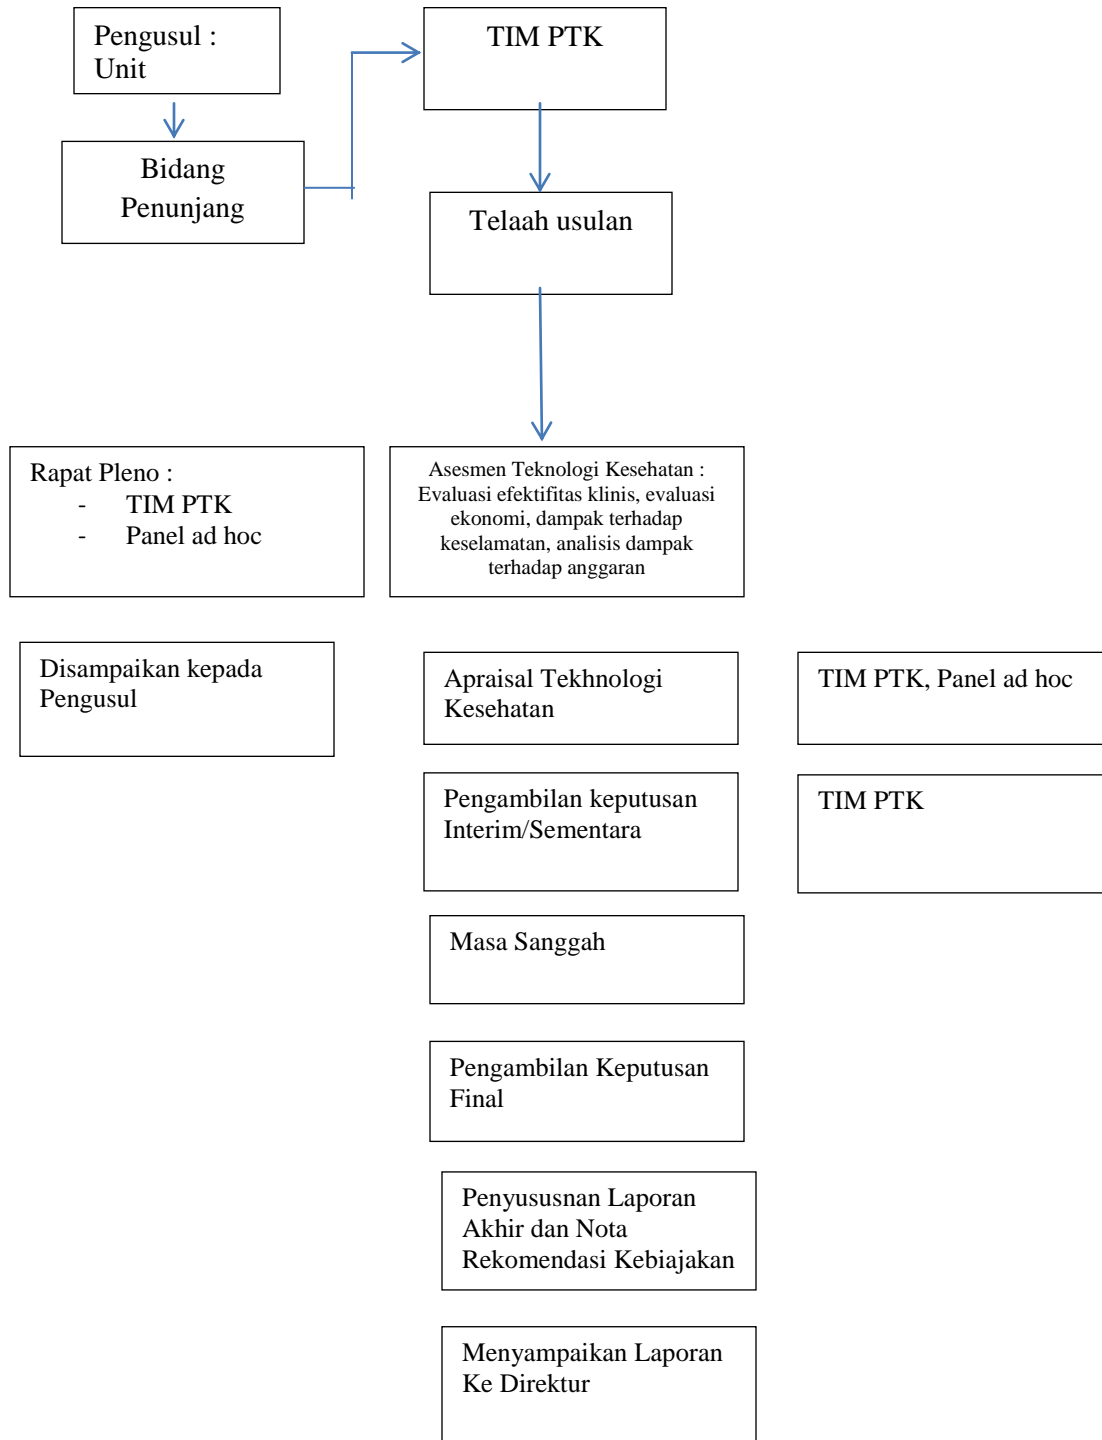 Pengusul :
Unit
TIM PTK
Bidang
Penunjang
Telaah usulan
Rapat Pleno :
- TIM PTK
- Panel ad hoc
Asesmen Teknologi Kesehatan :
Evaluasi efektifitas klinis, evaluasi
ekonomi, dampak terhadap
keselamatan, analisis dampak
terhadap anggaran
Disampaikan kepada
Pengusul
Apraisal Tekhnologi
Kesehatan
TIM PTK, Panel ad hoc
Pengambilan keputusan
Interim/Sementara
TIM PTK
Masa Sanggah
Pengambilan Keputusan
Final
Penyususnan Laporan
Akhir dan Nota
Rekomendasi Kebiajakan
Menyampaikan Laporan
Ke Direktur